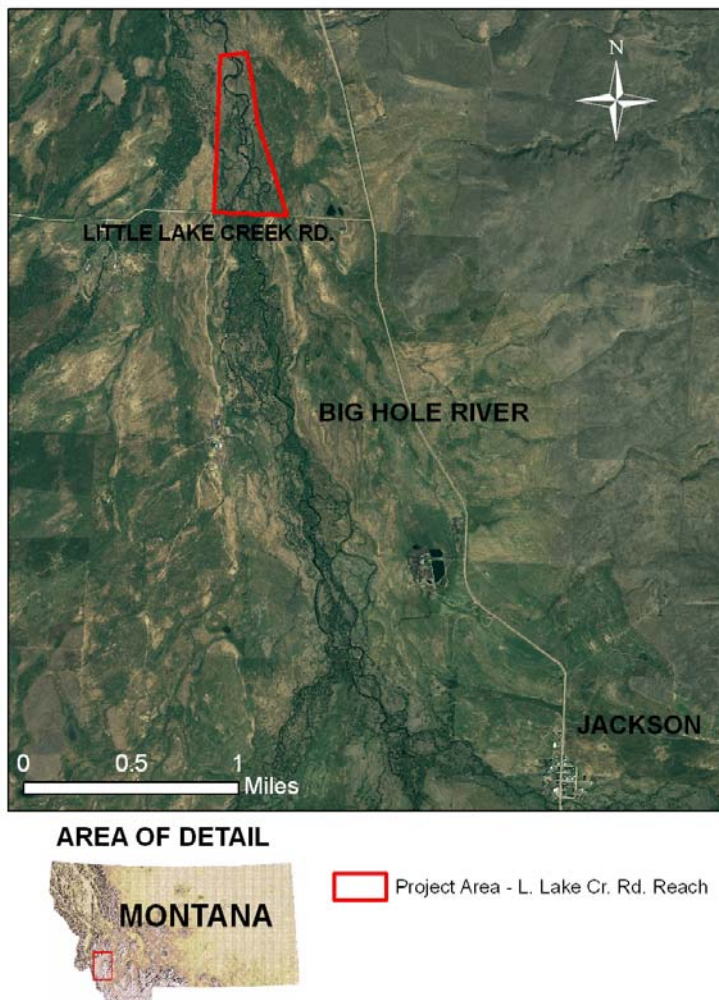 N
LITTLE LAKE CREEK RD.
BIG HOLE RIVER
JACKSON
0 0.5 1
Miles
AREA OF DETAIL
MONTANA
Project Area - L. Lake Cr. Rd. Reach